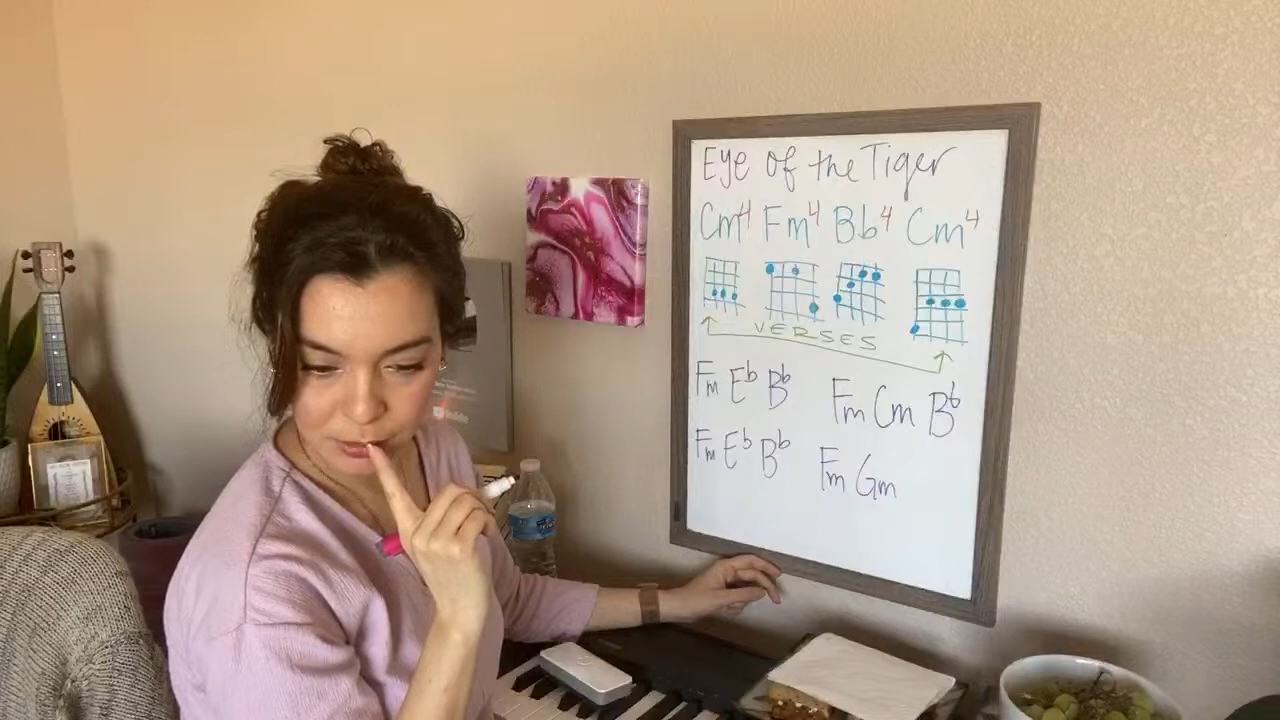 Eye of the Tiger
Cm4 Fm4 Bb4 Cm4
VERSES
Fm Eb Bb
Fm Eb Bb
Fm Cm Bb
Fm Gm